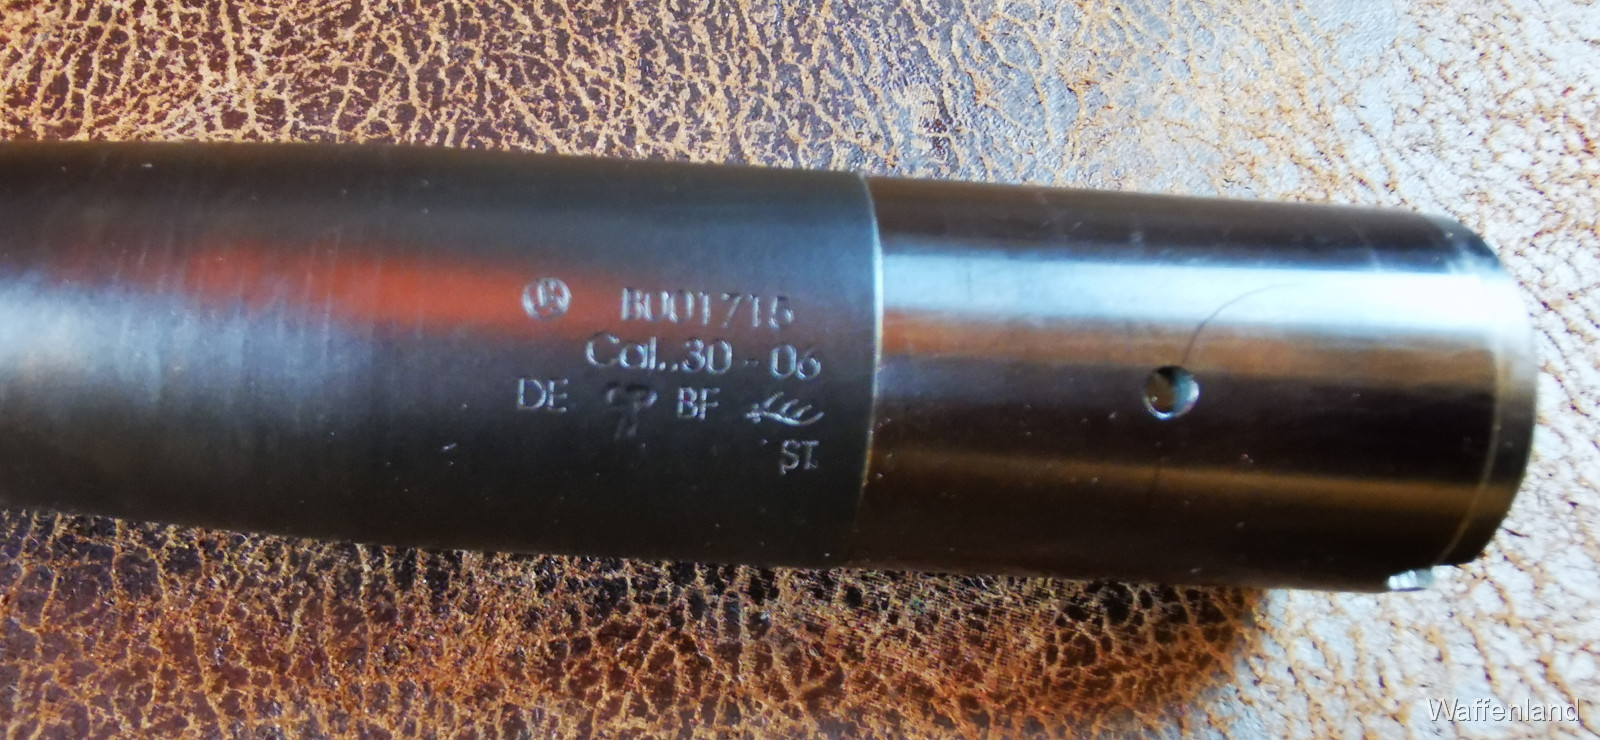 B001715
Cal..30-06
DE BF
ST
Waffenland